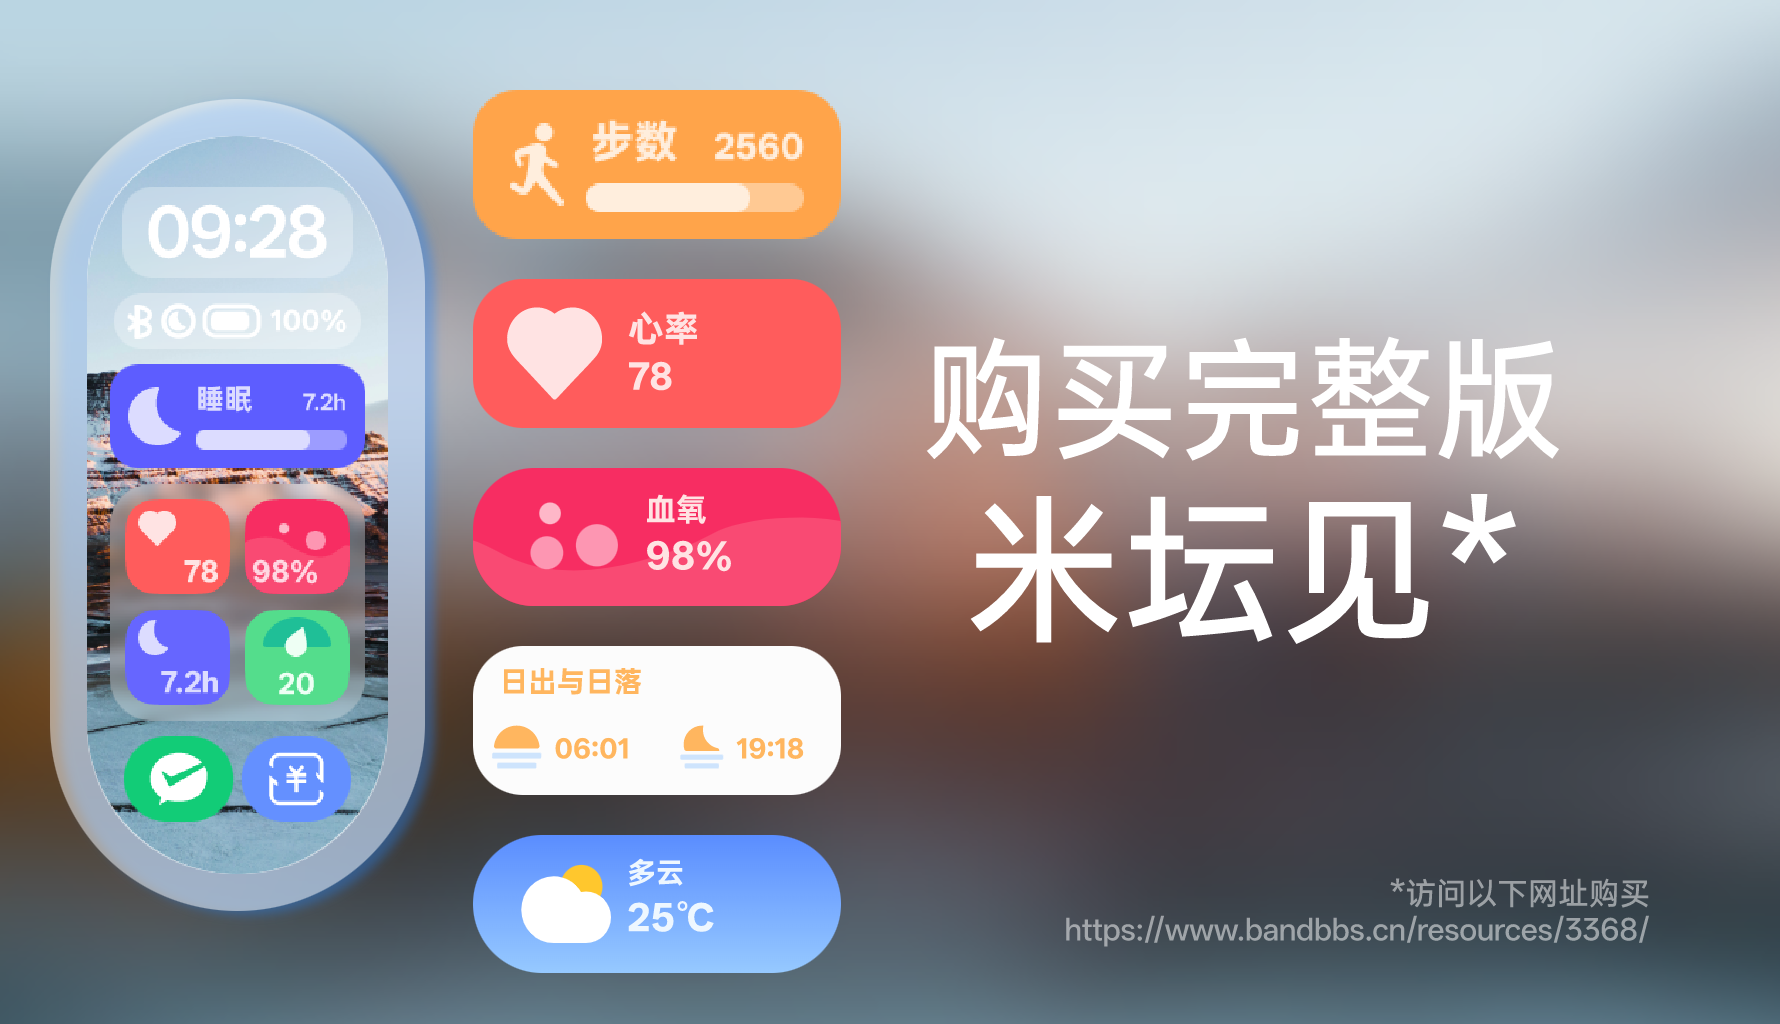 09:28
100%
睡眠 7.2h
78
98%
7.2h
20
¥
步数 2560
心率
78
血氧
98%
日出与日落
06:01 19:18
多云
25℃
购买完整版
米坛见*
*访问以下网址购买
https://www.bandbbs.cn/resources/3368/